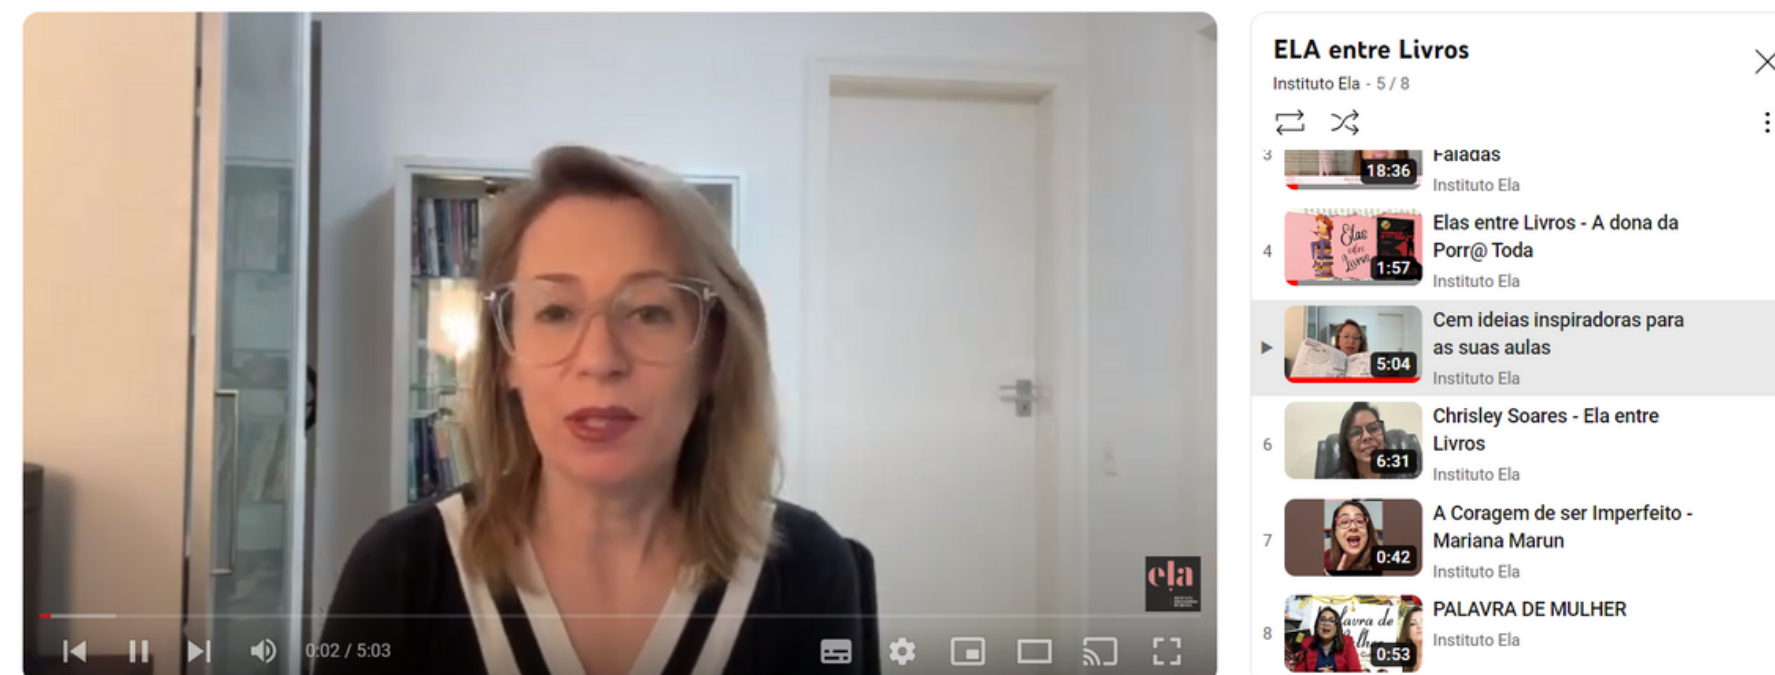 ELA entre Livros
Instituto Ela - 5 / 8
3
18:36
Faladas
Instituto Ela
4
Elas
entre
Livros
1:57
Elas entre Livros - A dona da
Porr@ Toda
Instituto Ela
5:04
Cem ideias inspiradoras para
as suas aulas
Instituto Ela
6
6:31
Chrisley Soares - Ela entre
Livros
Instituto Ela
7
0:42
A Coragem de ser Imperfeito -
Mariana Marun
Instituto Ela
8
0:53
PALAVRA DE MULHER
Instituto Ela
ela
0:02 / 5:03